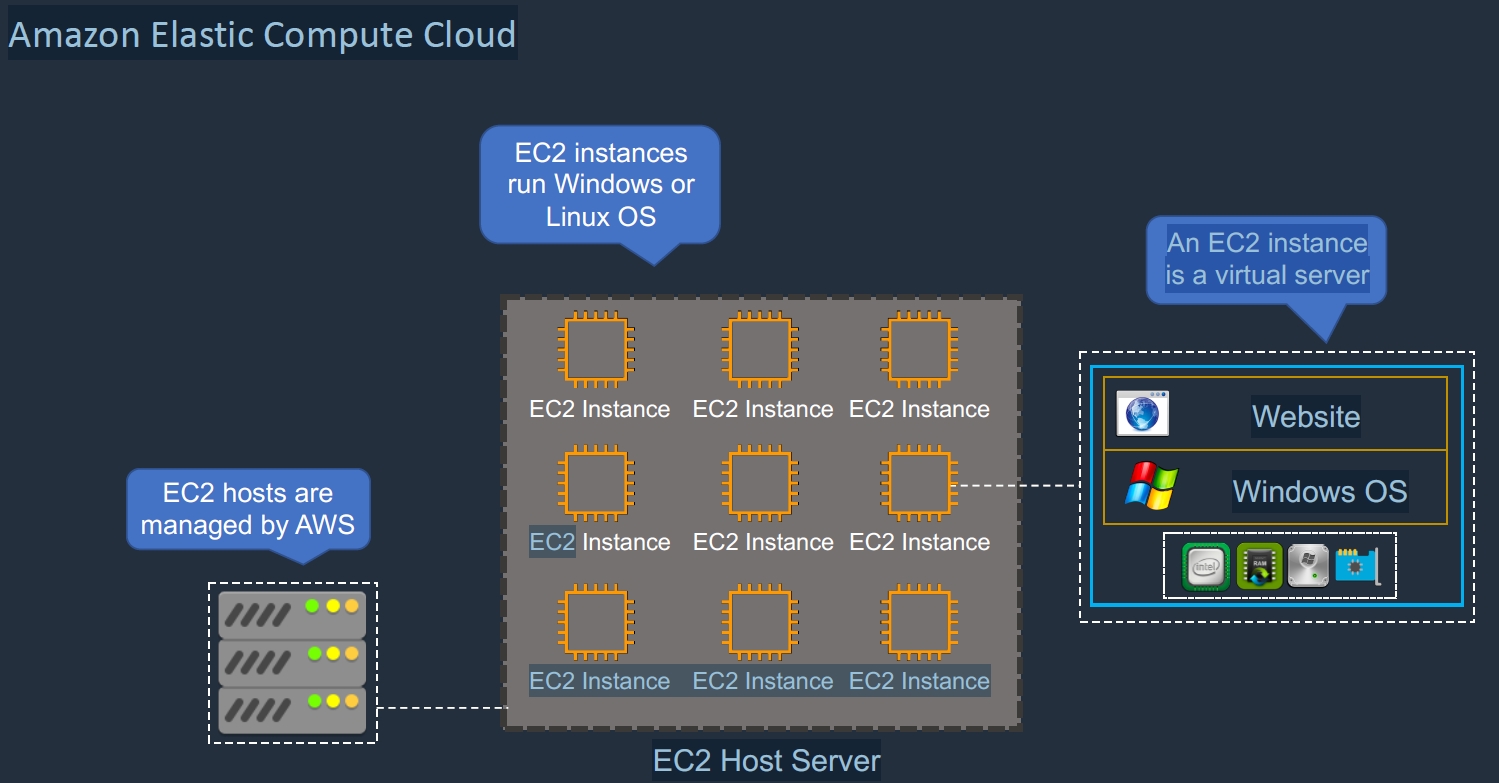 Amazon Elastic Compute Cloud
EC2 instances
run Windows or
Linux OS
An EC2 instance
is a virtual server
EC2 Instance EC2 Instance EC2 Instance
Website
Windows OS
intel
RAM
EC2 hosts are
managed by AWS
EC2 Instance EC2 Instance EC2 Instance
EC2 Instance EC2 Instance EC2 Instance
EC2 Host Server